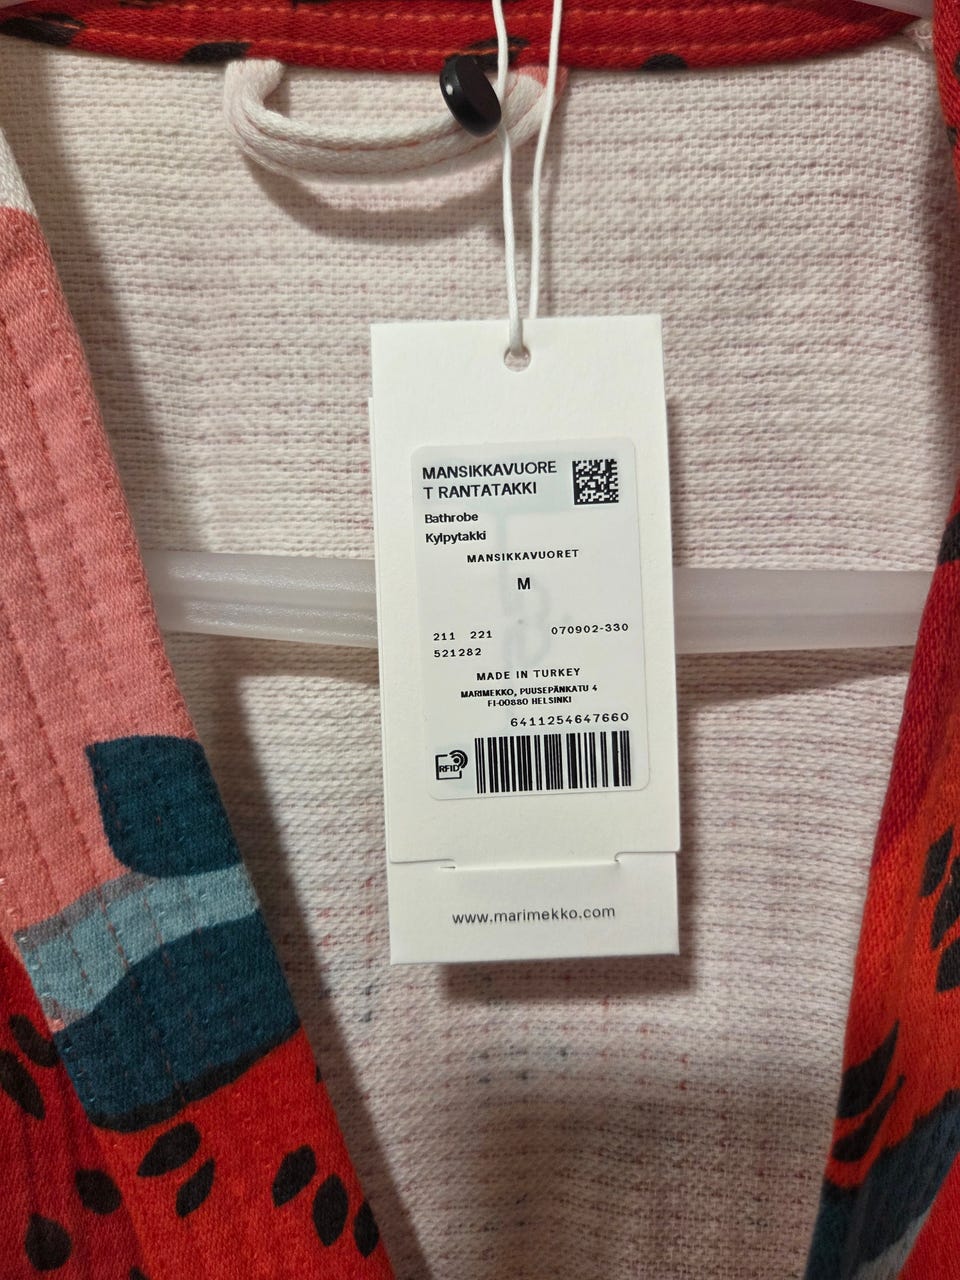 MANSIKKAVUORE
T RANTATAKKI
Bathrobe
Kylpytakki
MANSIKKAVUORET
M
211 221 070902-330
521282
MADE IN TURKEY
MARIMEKKO, PUUSEPÄNKATU 4
FI-00880 HELSINKI
6411254647660
RFID
www.marimekko.com